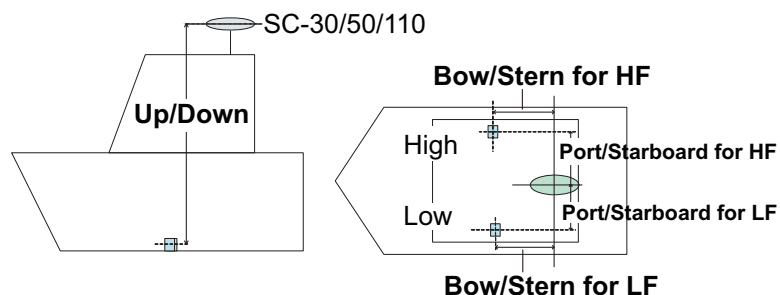 SC-30/50/110
Up/Down
Bow/Stern for HF
High
Port/Starboard for HF
Low
Port/Starboard for LF
Bow/Stern for LF